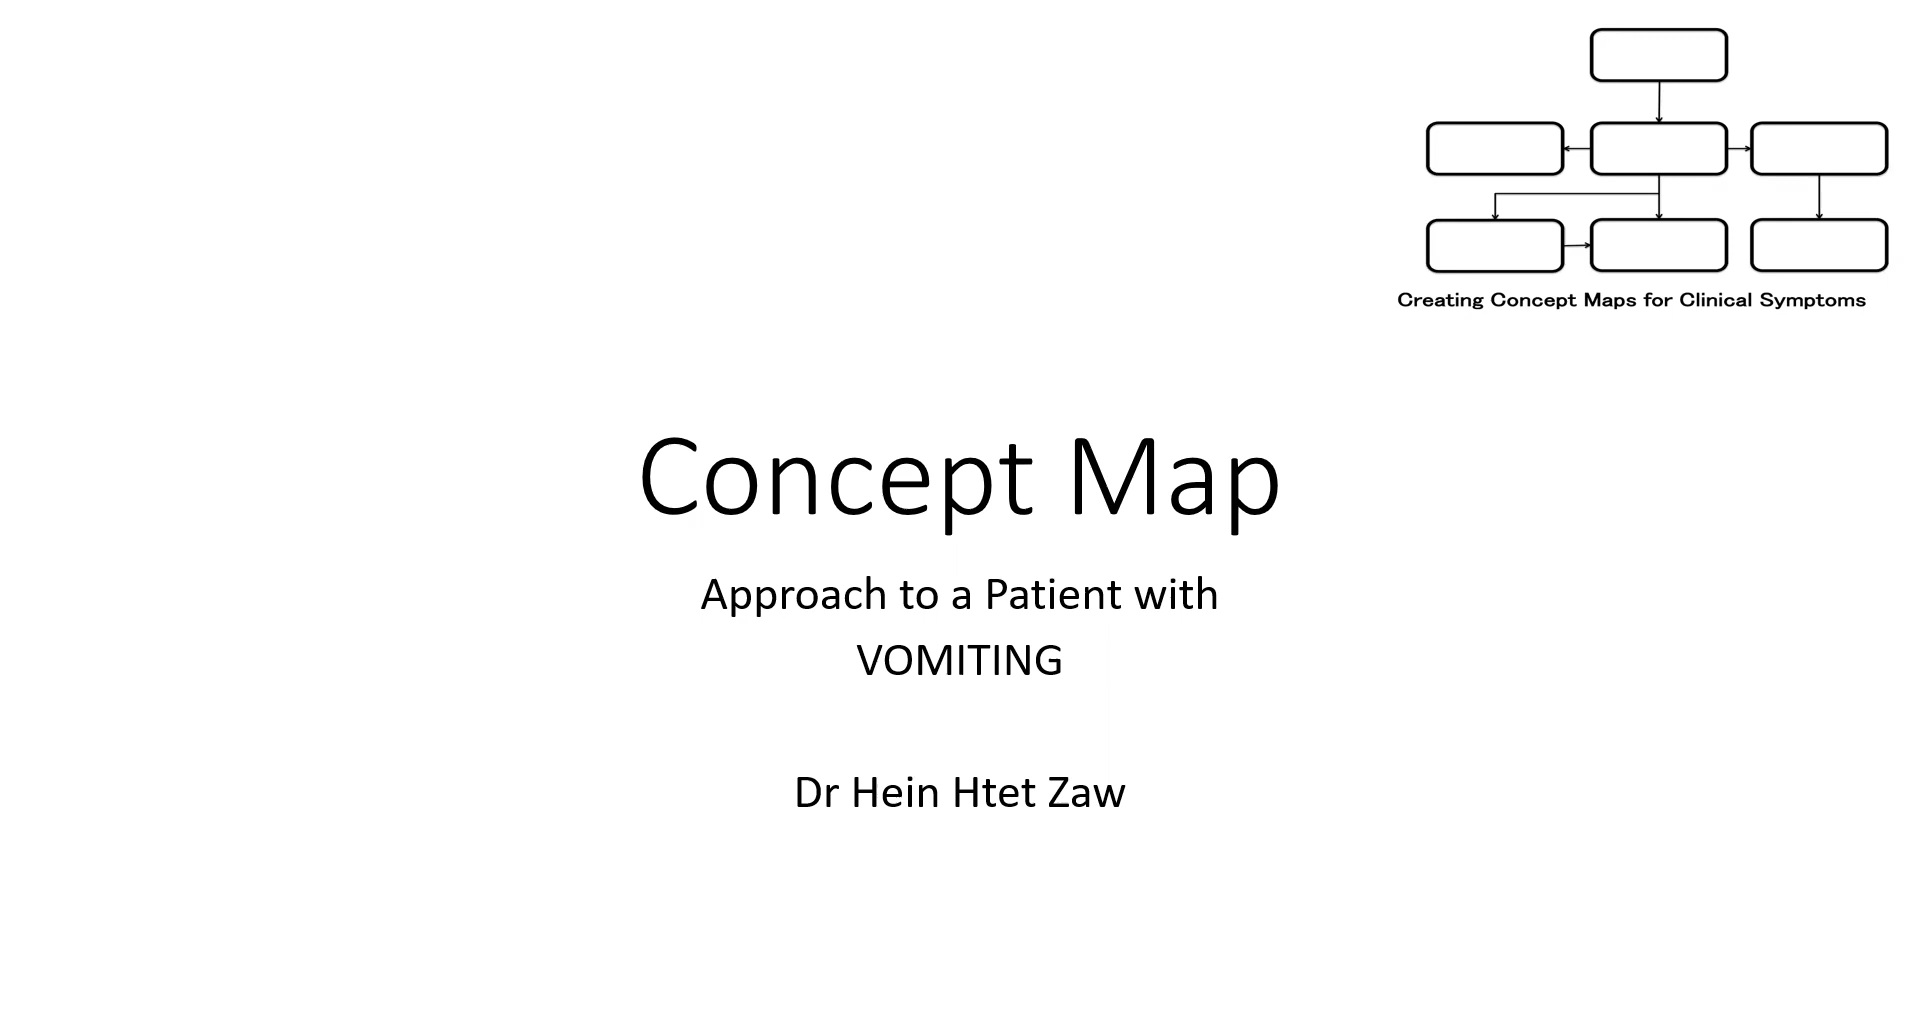 Creating Concept Maps for Clinical Symptoms
Concept Map
Approach to a Patient with
VOMITING
Dr Hein Htet Zaw